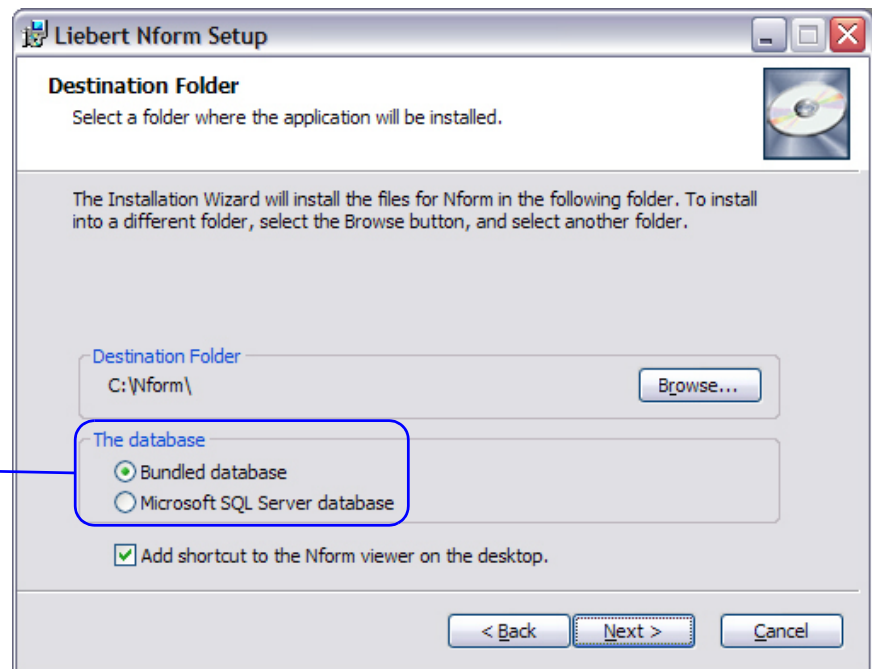 Liebert Nform Setup
Destination Folder
Select a folder where the application will be installed.
The Installation Wizard will install the files for Nform in the following folder. To install
into a different folder, select the Browse button, and select another folder.
Destination Folder
C:\Nform\
Browse...
The database
Bundled database
Microsoft SQL Server database
Add shortcut to the Nform viewer on the desktop.
< Back
Next >
Cancel